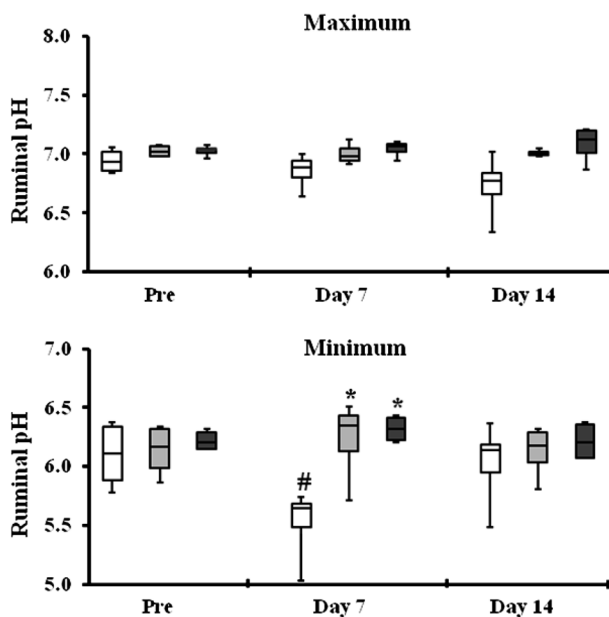 Maximum
8.0
7.5
7.0
6.5
6.0
Ruminal pH
Pre Day 7 Day 14
Minimum
7.0
6.5
6.0
5.5
5.0
Ruminal pH
* *
#
Pre Day 7 Day 14